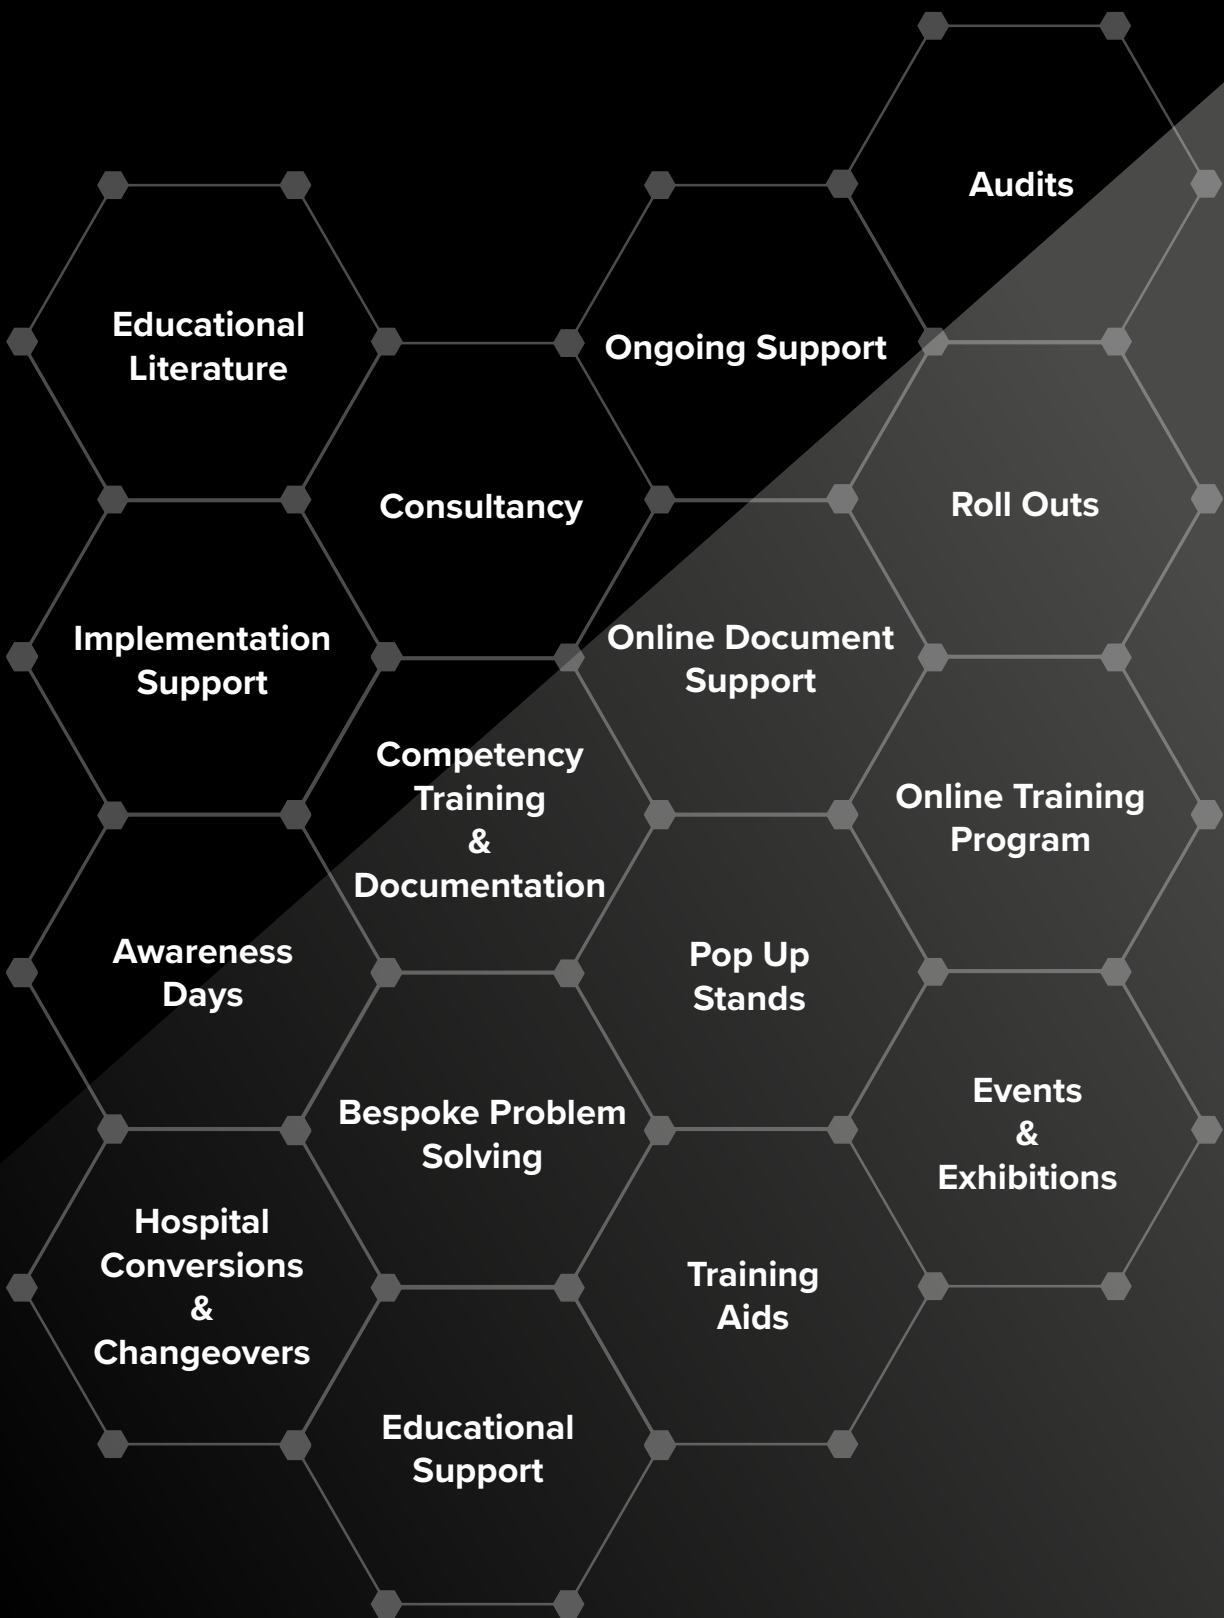 Audits
Educational
Literature
Ongoing Support
Consultancy
Roll Outs
Implementation
Support
Online Document
Support
Competency
Training
&
Documentation
Online Training
Program
Awareness
Days
Pop Up
Stands
Bespoke Problem
Solving
Events
&
Exhibitions
Hospital
Conversions
&
Changeovers
Training
Aids
Educational
Support